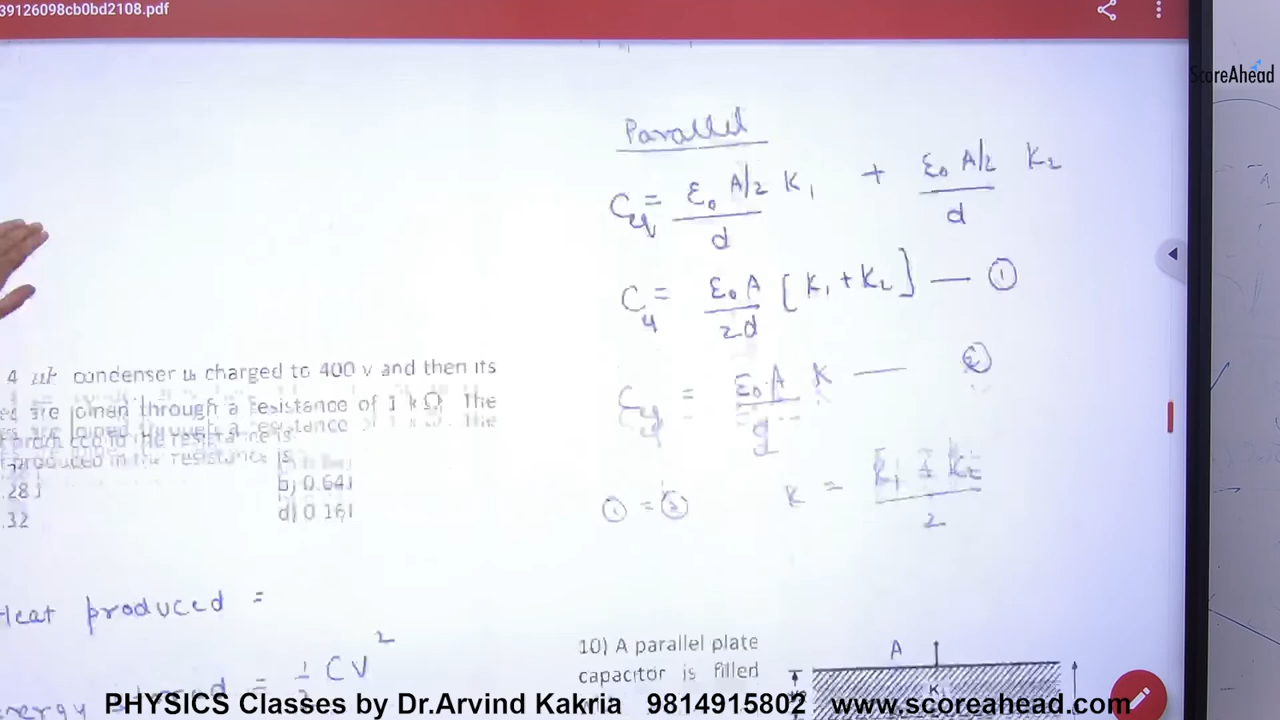 39126098cb0bd2108.pdf
ScoreAhead
Parallel
Ceq = ε₀ A/2 K₁ / d + ε₀ A/2 K₂ / d
Ceq = ε₀ A / 2d [K₁ + K₂] — ①
4 condenser is charged to 400 v and then its
are joined through a resistance of 1 kΩ. The
produced in the resistance is
b) 0.64J
.28 J
d) 0.16J
.32
Ceq = ε₀ A / d K — ②
① = ② K = K₁ + K₂ / 2
Heat produced =
= ½ CV²
10) A parallel plate
capacitor is filled
A
K₁
PHYSICS Classes by Dr.Arvind Kakria 9814915802 www.scoreahead.com